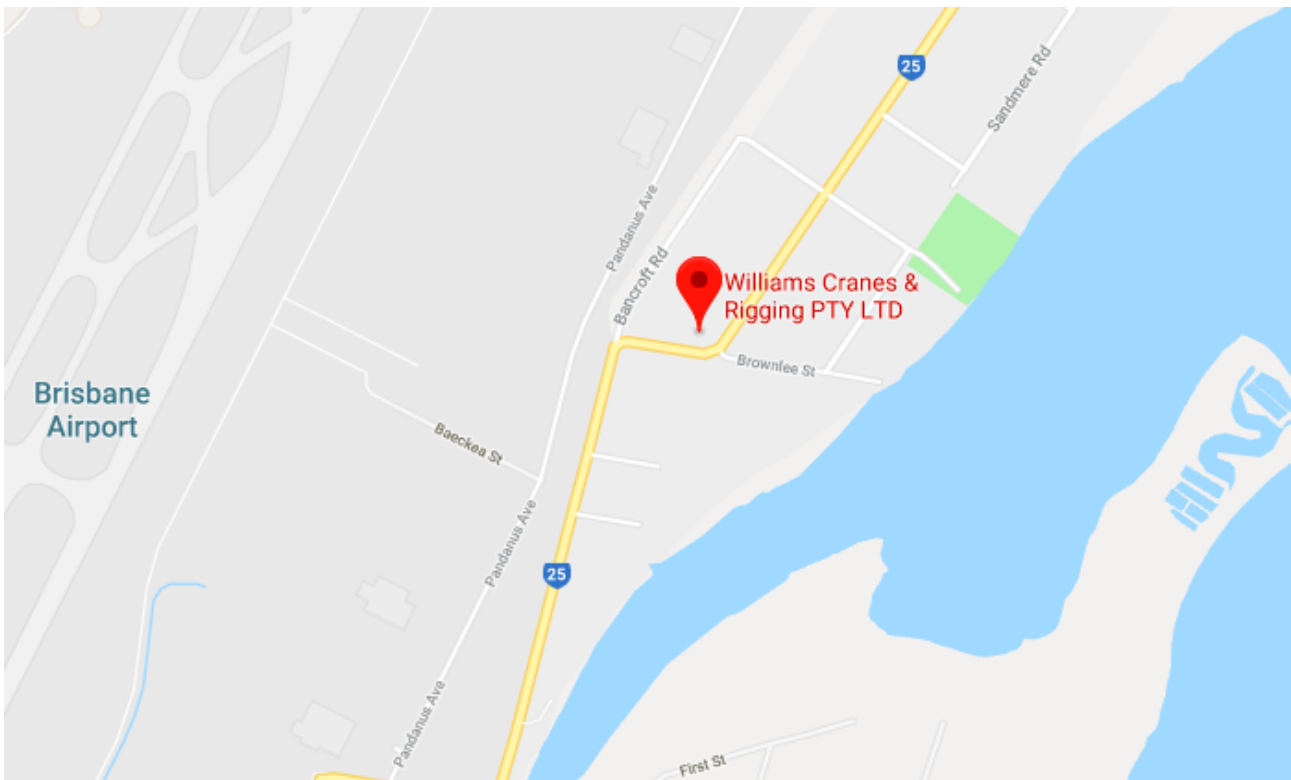 25
Sandmere Rd
Pandanus Ave
Bancroft Rd
Williams Cranes &
Rigging PTY LTD
Brownlee St
Brisbane
Airport
Baeckea St
Pandanus Ave
25
Pandanus Ave
First St